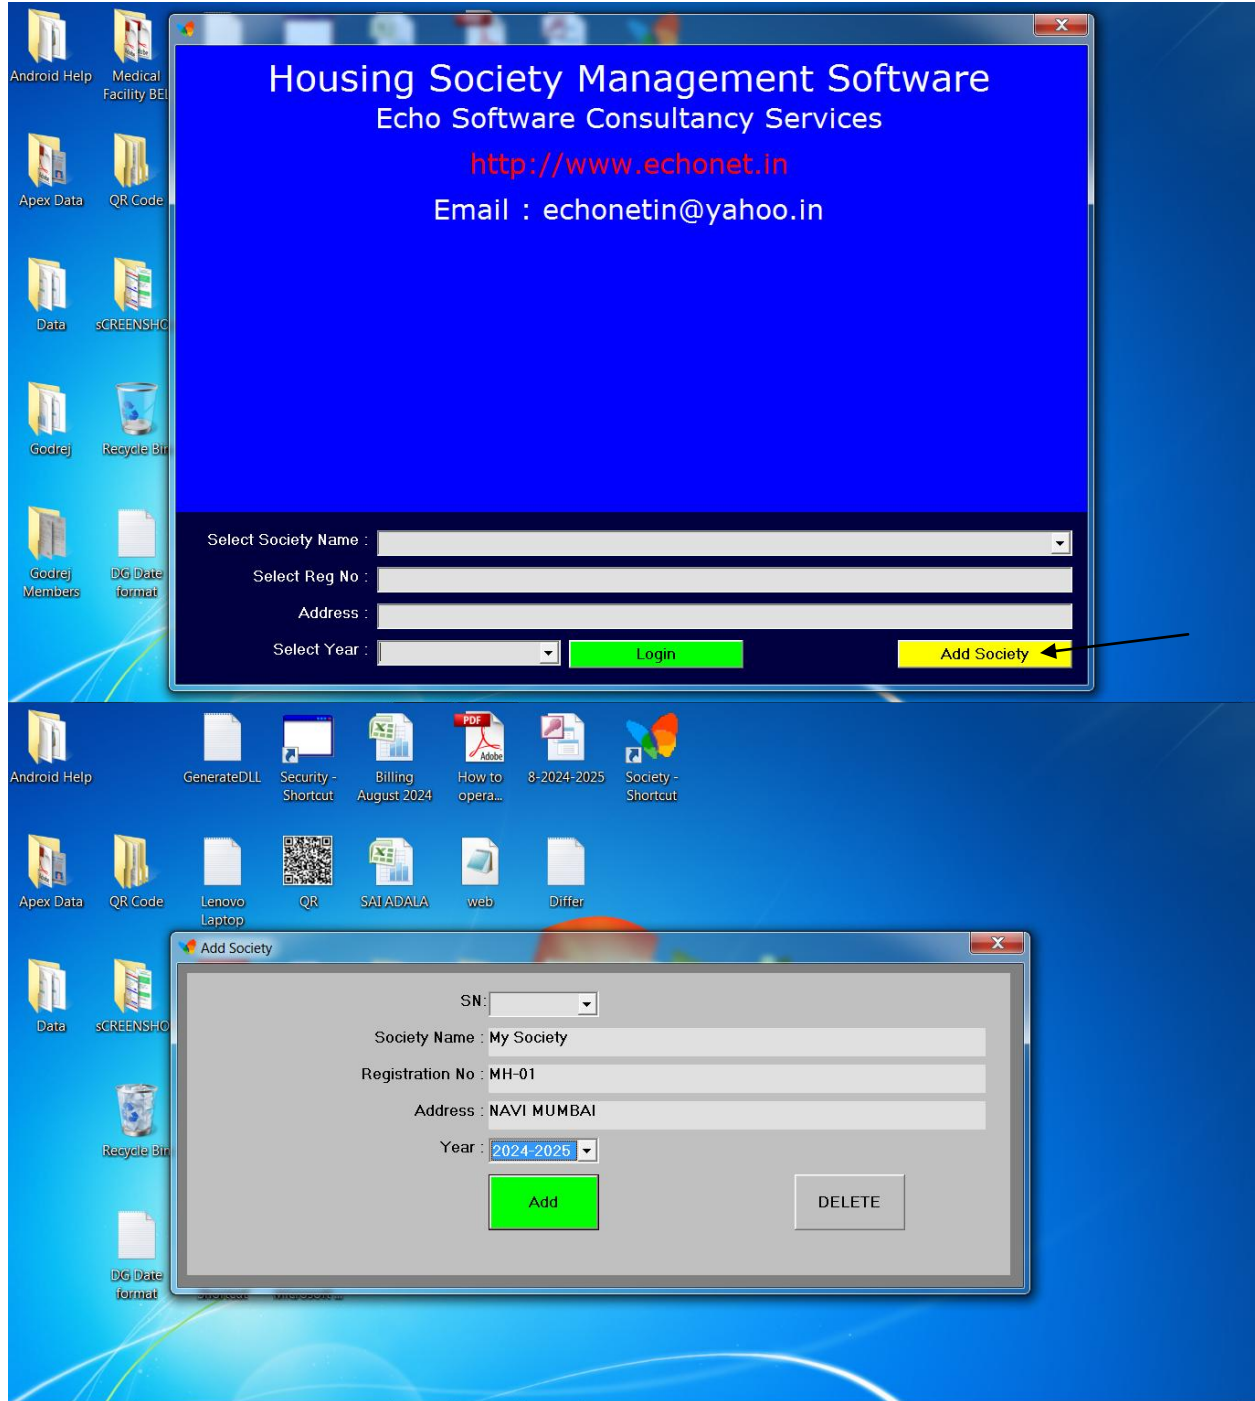 Android Help
Medical
Facility BEL
Apex Data
QR Code
Data
sCREENSHO
Godrej
Recycle Bin
Godrej
Members
DG Date
format
X
Housing Society Management Software
Echo Software Consultancy Services
http://www.echonet.in
Email : echonetin@yahoo.in
Select Society Name :
Select Reg No :
Address :
Select Year :
Login
Add Society
Android Help
GenerateDLL
Security -
Shortcut
Billing
August 2024
PDF
Adobe
How to
opera...
8-2024-2025
Society -
Shortcut
Apex Data
QR Code
Lenovo
Laptop
QR
SAI ADALA
web
Differ
Data
sCREENSHO
Recycle Bin
DG Date
format
Add Society
X
SN:
Society Name : My Society
Registration No : MH-01
Address : NAVI MUMBAI
Year : 2024-2025
Add
DELETE